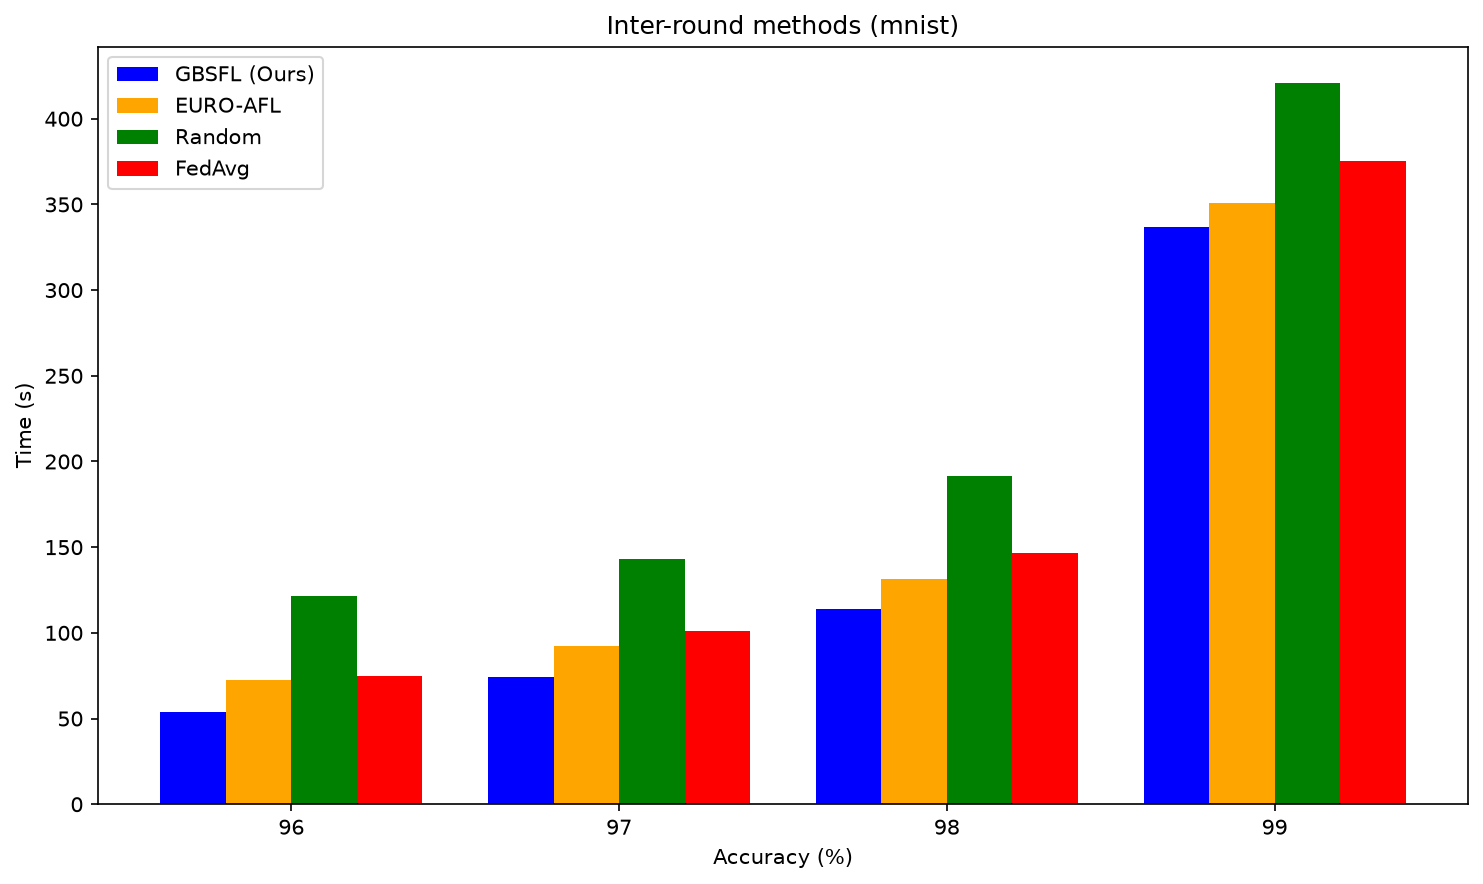 Inter-round methods (mnist)
GBSFL (Ours)
EURO-AFL
Random
FedAvg
400
350
300
250
200
150
100
50
0
Time (s)
96 97 98 99
Accuracy (%)